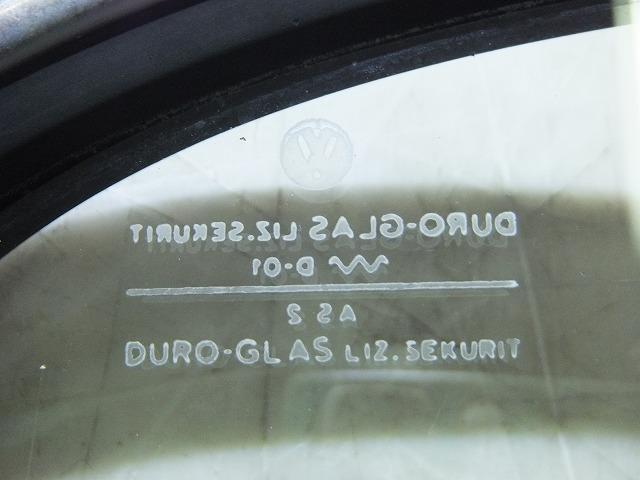 DURO-GLAS LIZ.SEKURIT
D-01
AS 2
DURO-GLAS LIZ.SEKURIT